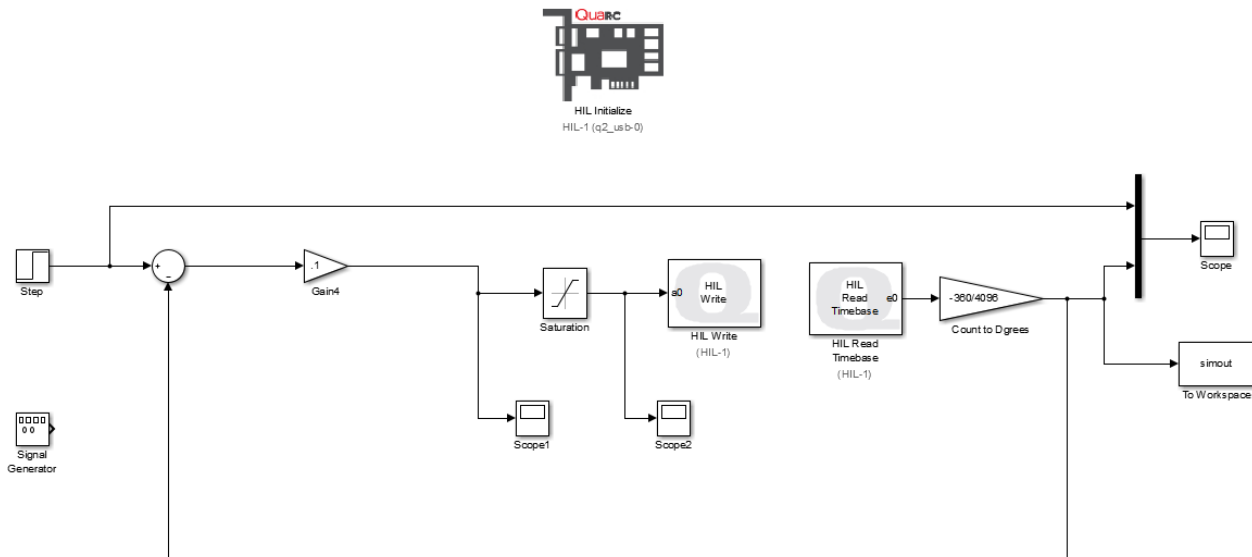 QUARC
HIL Initialize
HIL-1 (q2_usb-0)
Step
+
−
.1
Gain4
Saturation
a0
HIL
Write
HIL Write
(HIL-1)
HIL
Read
Timebase
e0
HIL Read
Timebase
(HIL-1)
-360/4096
Count to Dgrees
Scope
simout
To Workspace
Scope1
Scope2
Signal
Generator